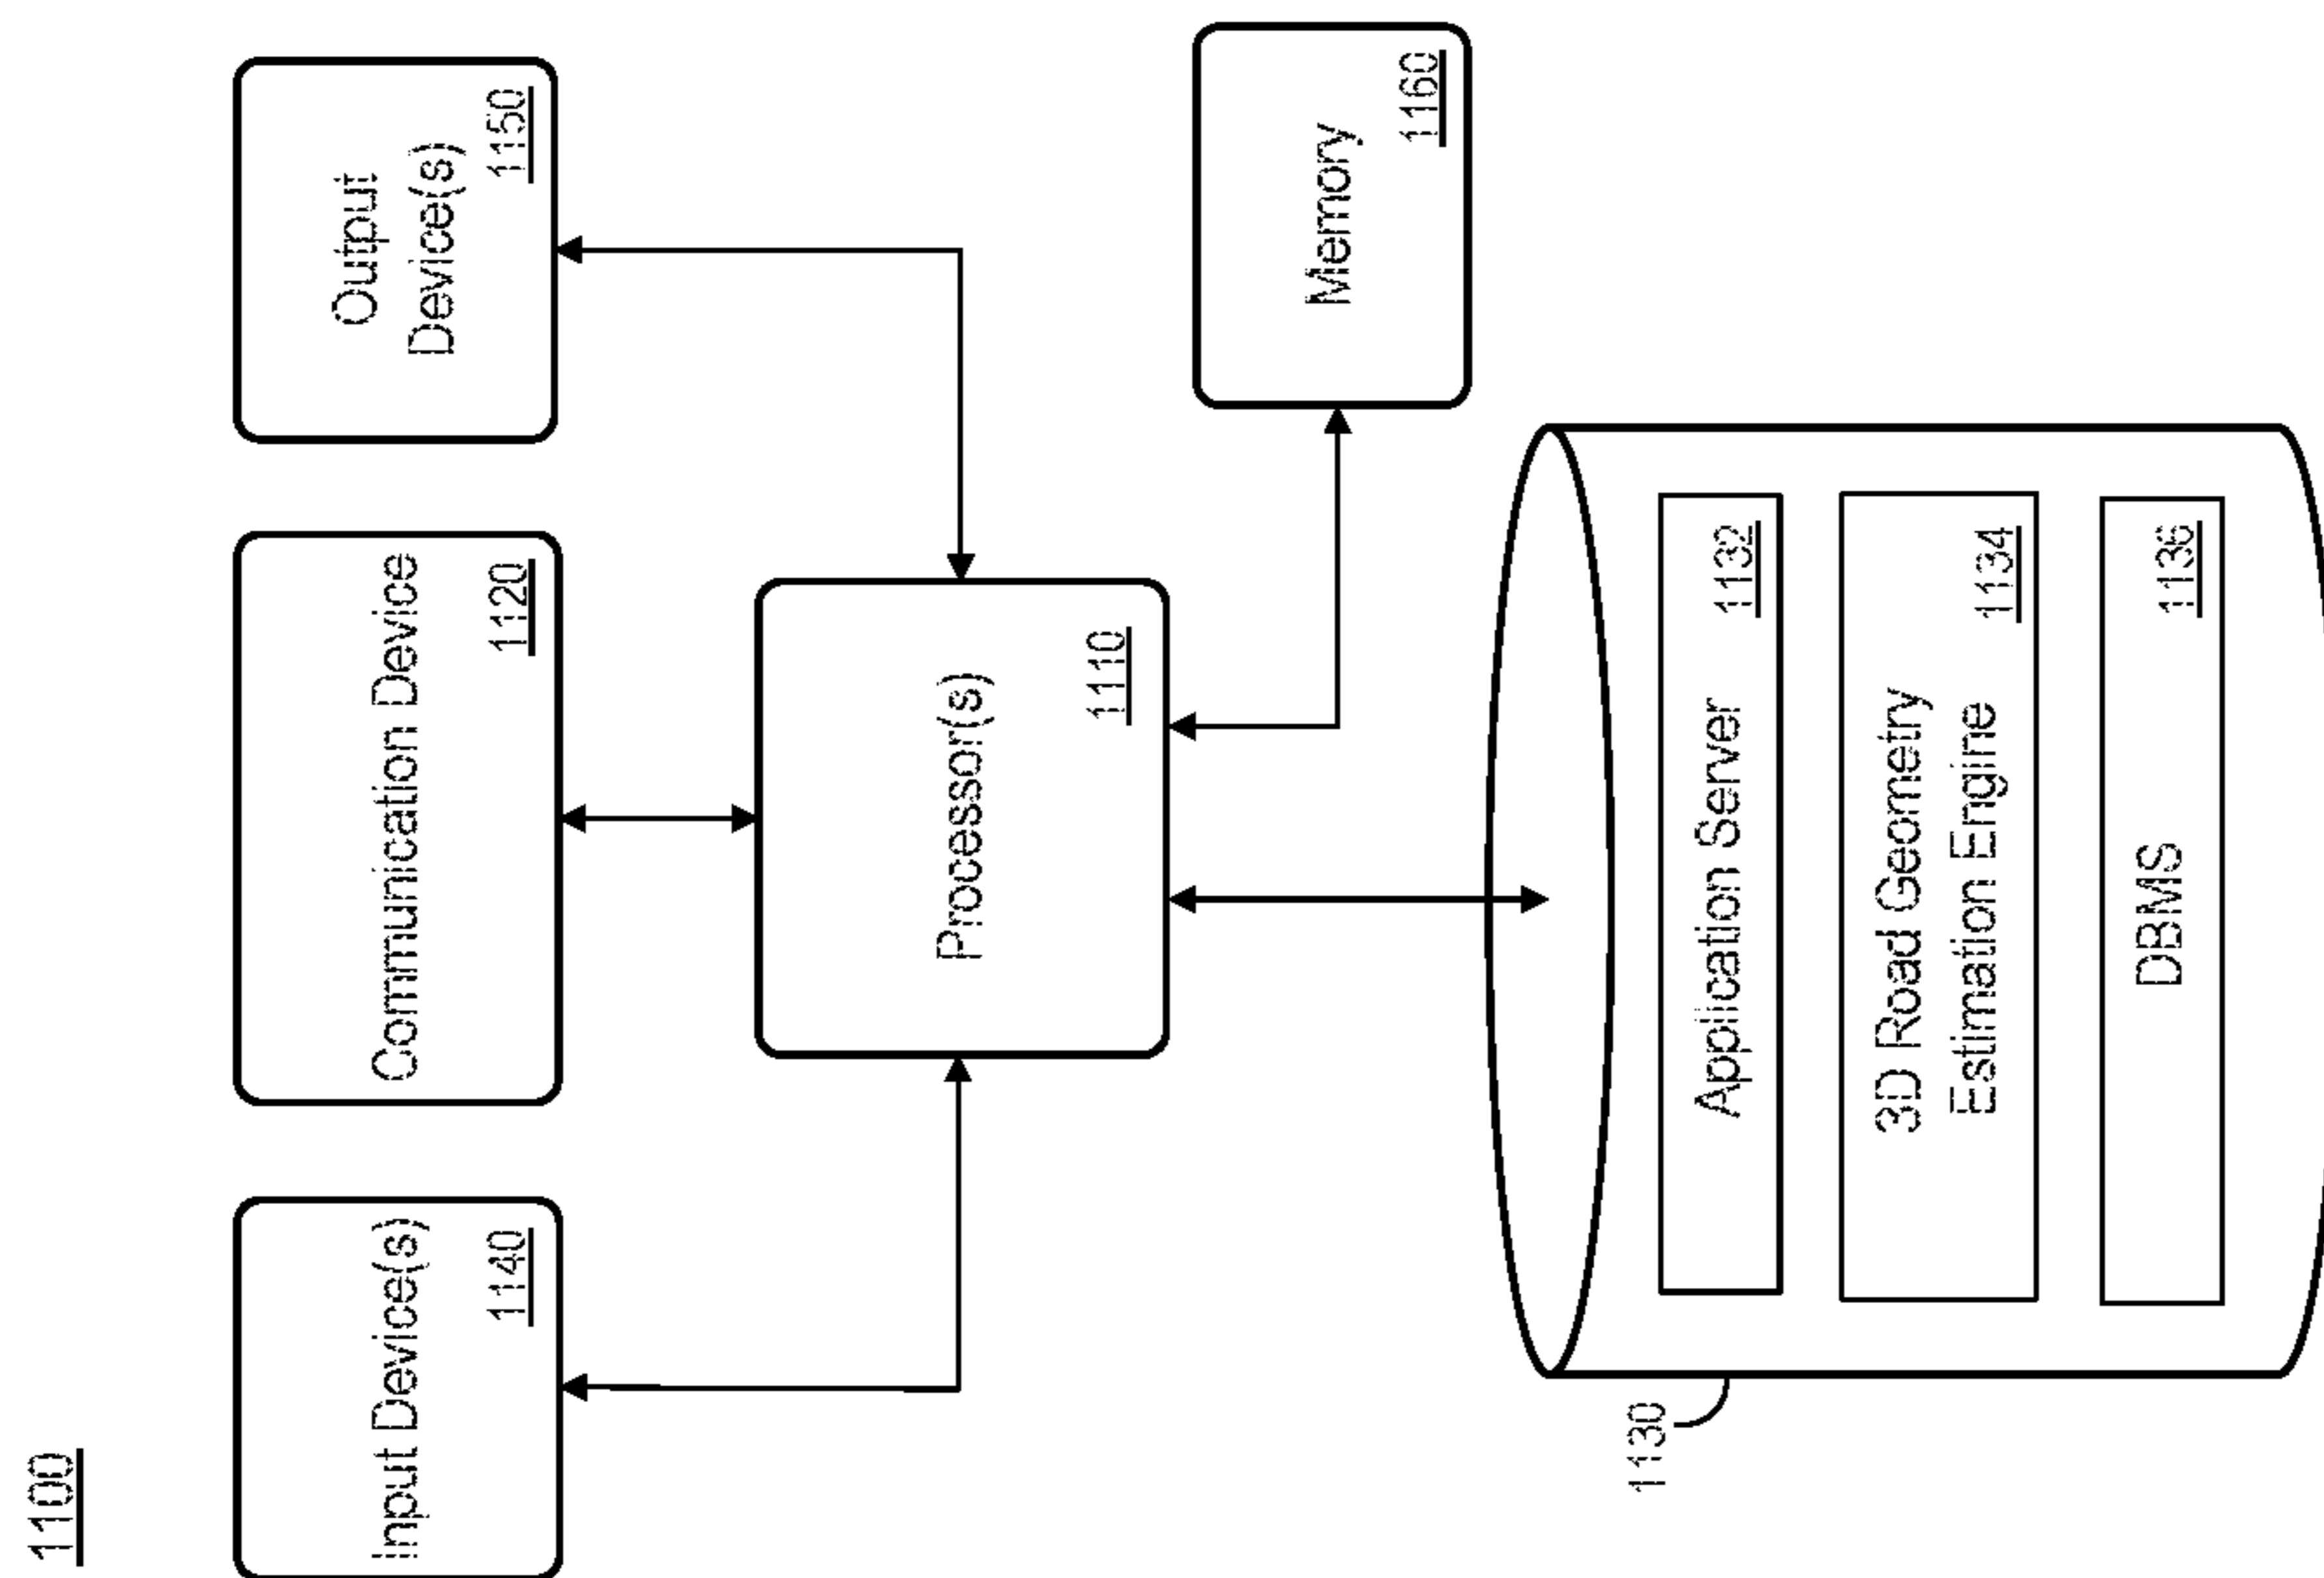 1100
Input Device(s)
1140
Communication Device
1120
Output
Device(s)
1150
Processor(s)
1110
Memory
1160
1130
Application Server
1132
3D Road Geometry
Estimation Engine
1134
DBMS
1136